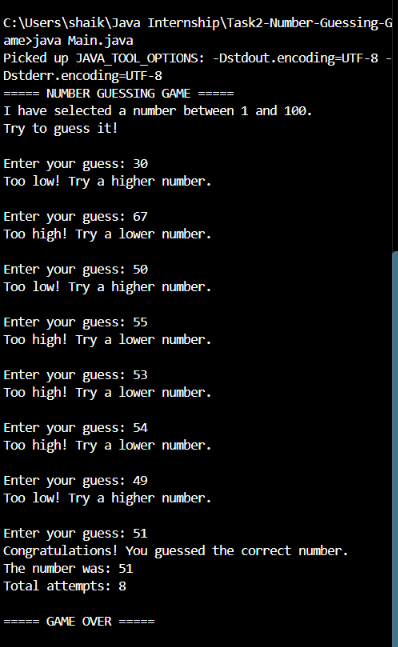 C:\Users\shaik\Java Internship\Task2-Number-Guessing-G
ame>java Main.java
Picked up JAVA_TOOL_OPTIONS: -Dstdout.encoding=UTF-8 -
Dstderr.encoding=UTF-8
===== NUMBER GUESSING GAME =====
I have selected a number between 1 and 100.
Try to guess it!
Enter your guess: 30
Too low! Try a higher number.
Enter your guess: 67
Too high! Try a lower number.
Enter your guess: 50
Too low! Try a higher number.
Enter your guess: 55
Too high! Try a lower number.
Enter your guess: 53
Too high! Try a lower number.
Enter your guess: 54
Too high! Try a lower number.
Enter your guess: 49
Too low! Try a higher number.
Enter your guess: 51
Congratulations! You guessed the correct number.
The number was: 51
Total attempts: 8
===== GAME OVER =====